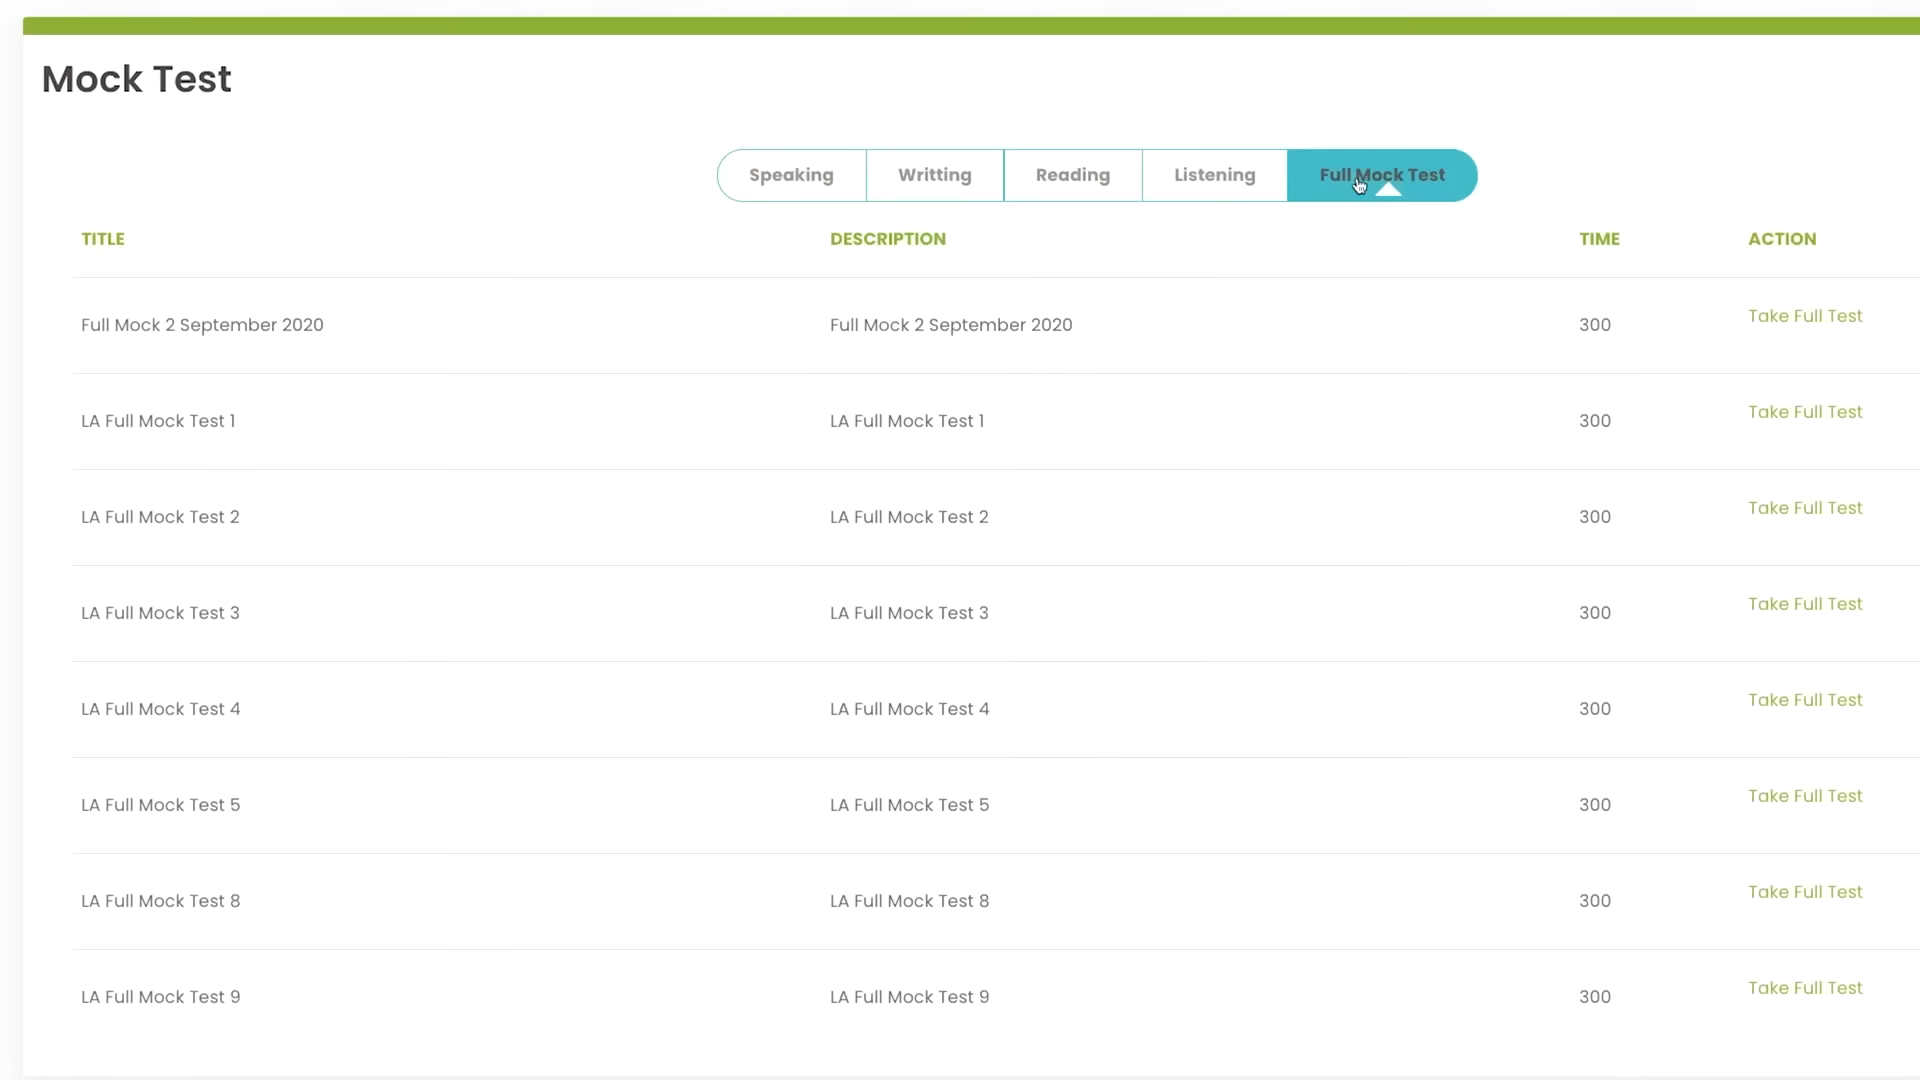 Mock Test
Speaking Writting Reading Listening Full Mock Test
TITLE DESCRIPTION TIME ACTION
Full Mock 2 September 2020 Full Mock 2 September 2020 300 Take Full Test
LA Full Mock Test 1 LA Full Mock Test 1 300 Take Full Test
LA Full Mock Test 2 LA Full Mock Test 2 300 Take Full Test
LA Full Mock Test 3 LA Full Mock Test 3 300 Take Full Test
LA Full Mock Test 4 LA Full Mock Test 4 300 Take Full Test
LA Full Mock Test 5 LA Full Mock Test 5 300 Take Full Test
LA Full Mock Test 8 LA Full Mock Test 8 300 Take Full Test
LA Full Mock Test 9 LA Full Mock Test 9 300 Take Full Test